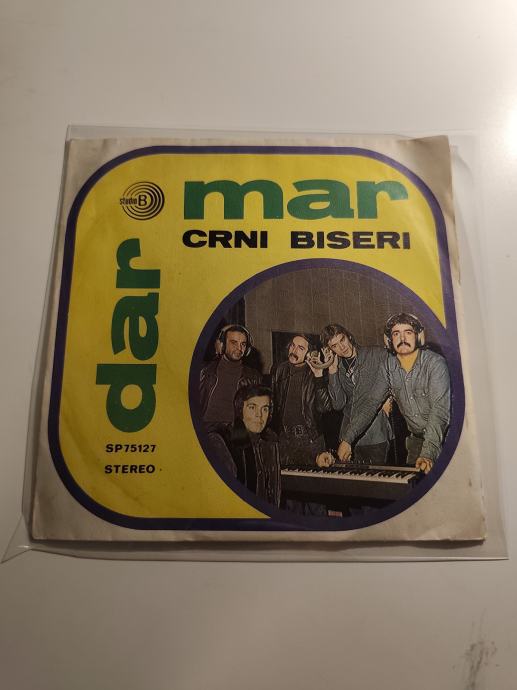 studio B
mar
CRNI BISERI
dar
SP75127
STEREO